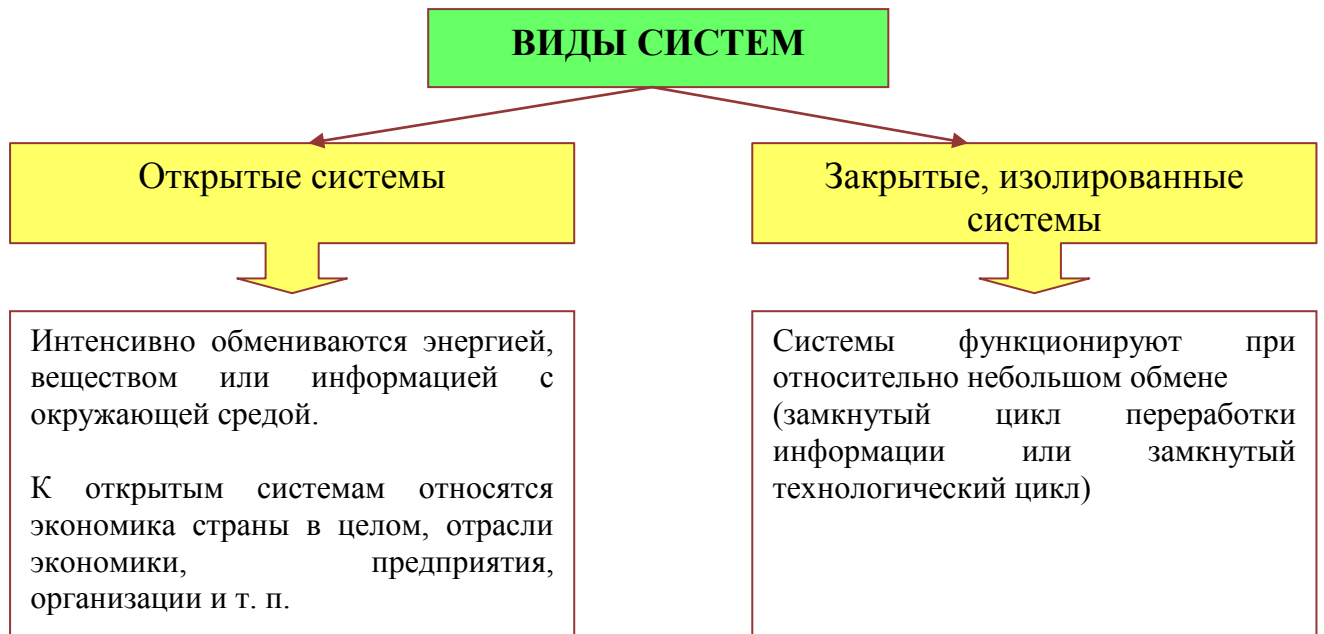 ВИДЫ СИСТЕМ
Открытые системы
Закрытые, изолированные
системы
Интенсивно обмениваются энергией,
веществом или информацией с
окружающей средой.
К открытым системам относятся
экономика страны в целом, отрасли
экономики, предприятия,
организации и т. п.
Системы функционируют при
относительно небольшом обмене
(замкнутый цикл переработки
информации или замкнутый
технологический цикл)